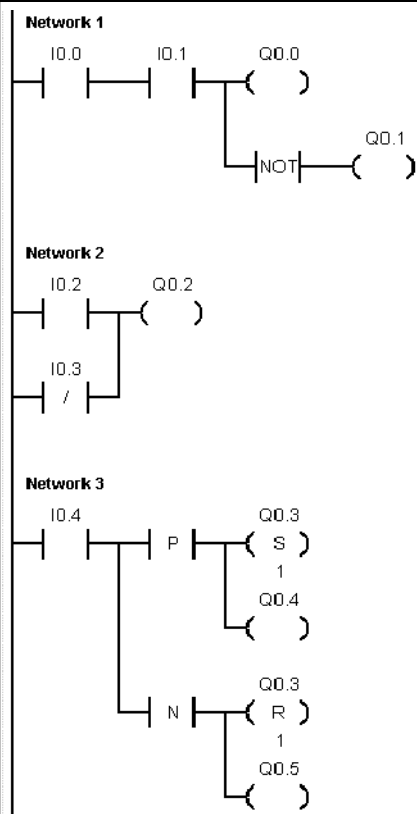 Network 1
I0.0 I0.1 Q0.0
Q0.1
NOT
Network 2
I0.2 Q0.2
I0.3
/
Network 3
I0.4 Q0.3
P S
1
Q0.4
Q0.3
N R
1
Q0.5